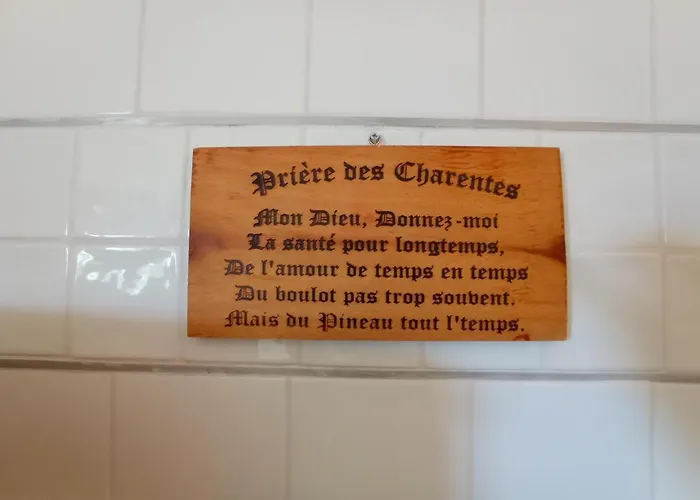 Prière des Charentes
Mon Dieu, Donnez-moi
La santé pour longtemps,
De l'amour de temps en temps
Du boulot pas trop souvent.
Mais du Pineau tout l'temps.